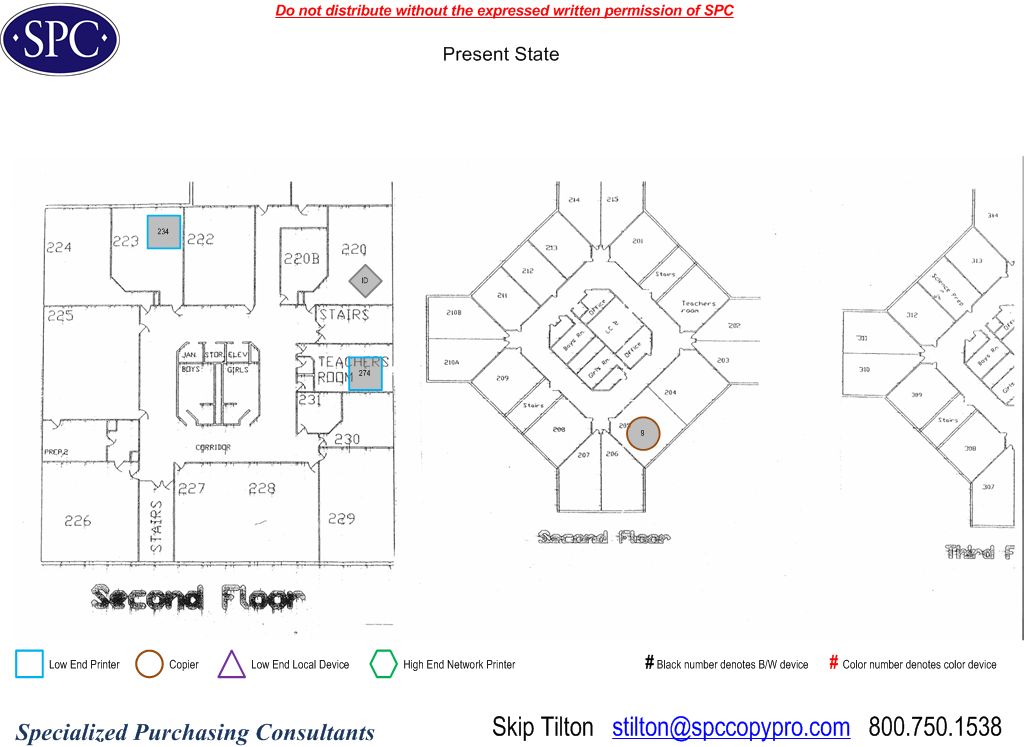 Do not distribute without the expressed written permission of SPC
SPC
Present State
224
223
234
222
220B
220
ID
225
STAIRS
JAN.
STOR.
ELEV
BOYS
GIRLS
TEACHERS
ROOM
274
231
230
PREP.2
CORRIDOR
226
STAIRS
227
228
229
Second Floor
214
215
213
201
212
Stairs
211
Teachers
room
210B
Office
LC 2
202
Boys Rn.
Office
210A
Girls Rn.
203
209
204
Stairs
208
205
9
207
206
Second Floor
314
313
Science Prep
312
311
Boys Rn.
310
309
Stairs
308
307
Third F
Low End Printer
Copier
Low End Local Device
High End Network Printer
# Black number denotes B/W device
# Color number denotes color device
Specialized Purchasing Consultants
Skip Tilton stilton@spccopypro.com 800.750.1538